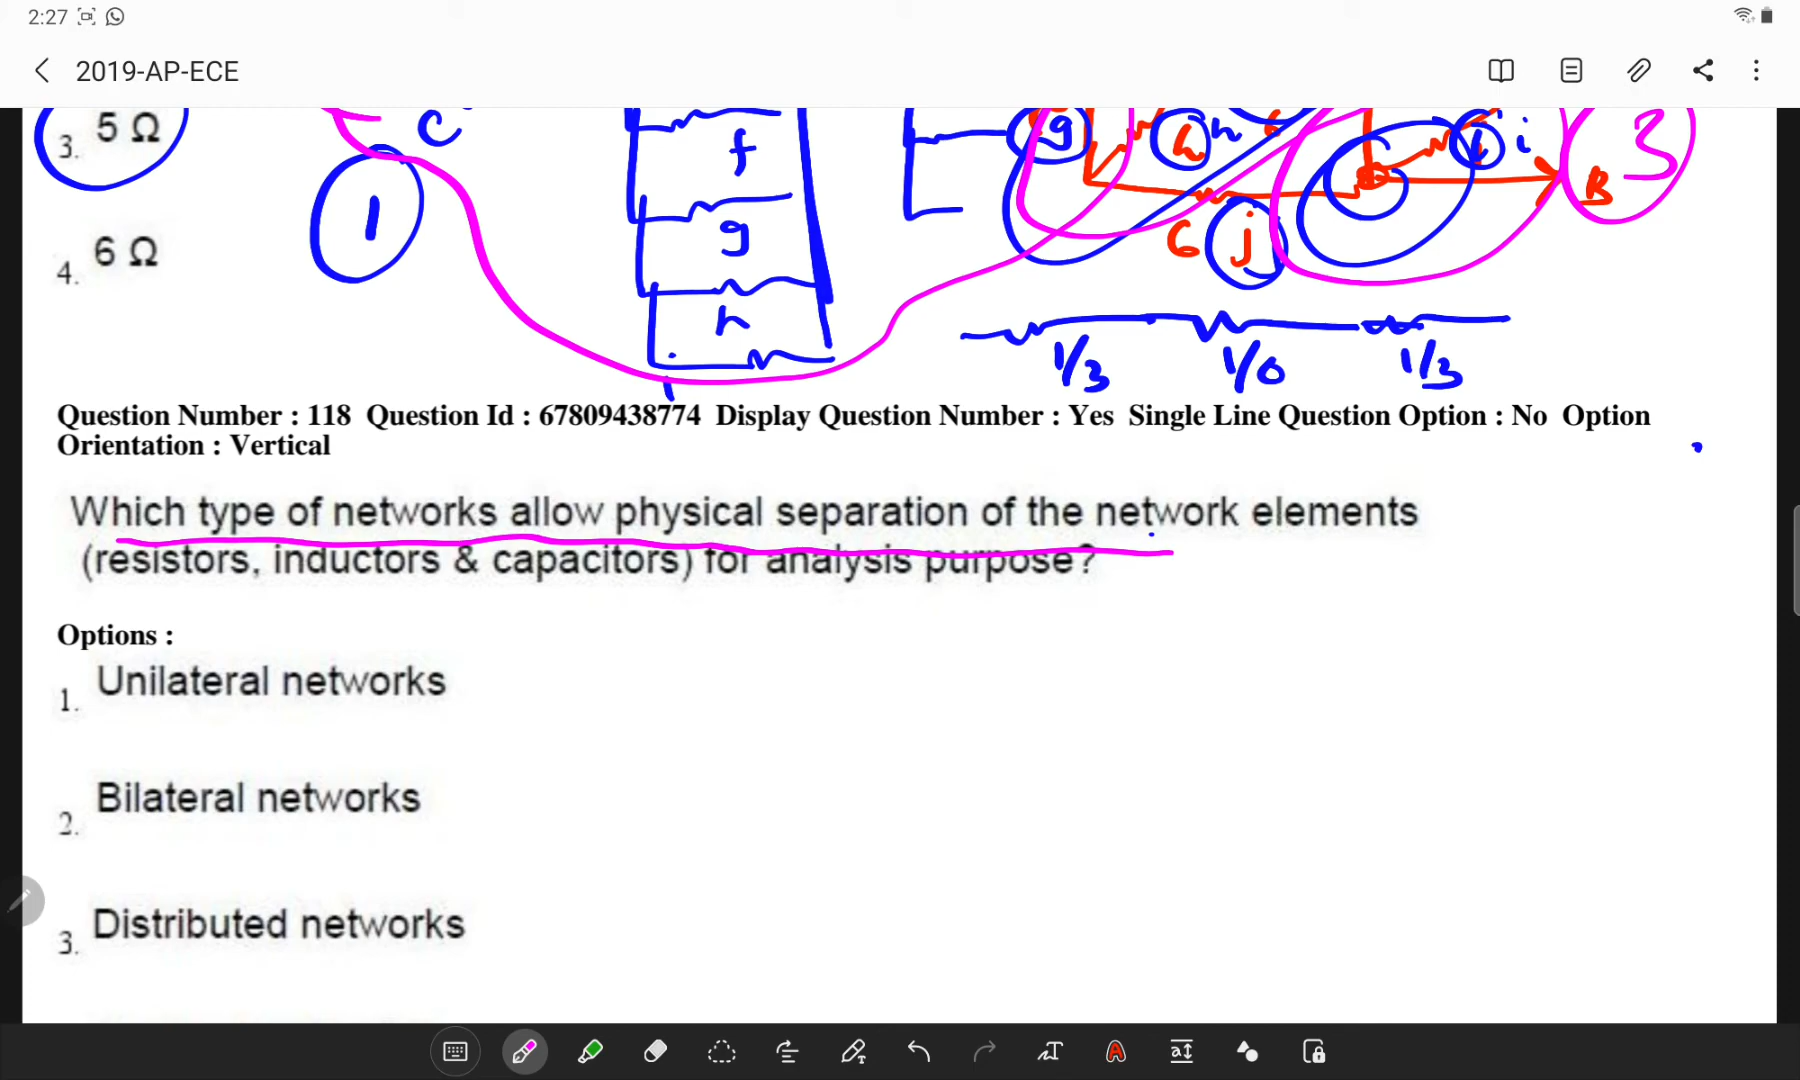 2:27
2019-AP-ECE
3. 5 Ω
c
f
g
h
i
i
3
B
1
g
6 j
4. 6 Ω
h
1/3 1/6 1/3
Question Number : 118 Question Id : 67809438774 Display Question Number : Yes Single Line Question Option : No Option
Orientation : Vertical
Which type of networks allow physical separation of the network elements
(resistors, inductors & capacitors) for analysis purpose?
Options :
1. Unilateral networks
2. Bilateral networks
3. Distributed networks